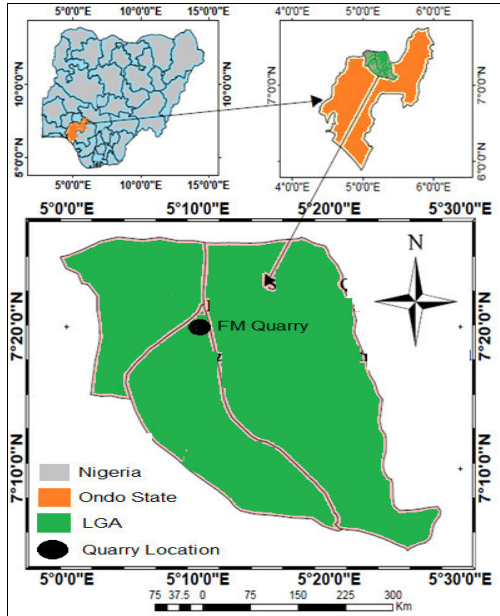 5°0'0"E 10°0'0"E 15°0'0"E
10°0'0"N
5°0'0"N
10°0'0"N
5°0'0"E 10°0'0"E 15°0'0"E
4°0'0"E 5°0'0"E 6°0'0"E
7°0'0"N
7°0'0"N
6°0'0"N
4°0'0"E 5°0'0"E 6°0'0"E
5°0'0"E 5°10'0"E 5°20'0"E 5°30'0"E
N
S
FM Quarry
z
7°20'0"N
7°20'0"N
7°10'0"N
7°10'0"N
Nigeria
Ondo State
LGA
Quarry Location
5°0'0"E 5°10'0"E 5°20'0"E 5°30'0"E
75 37.5 0 75 150 225 300
Km